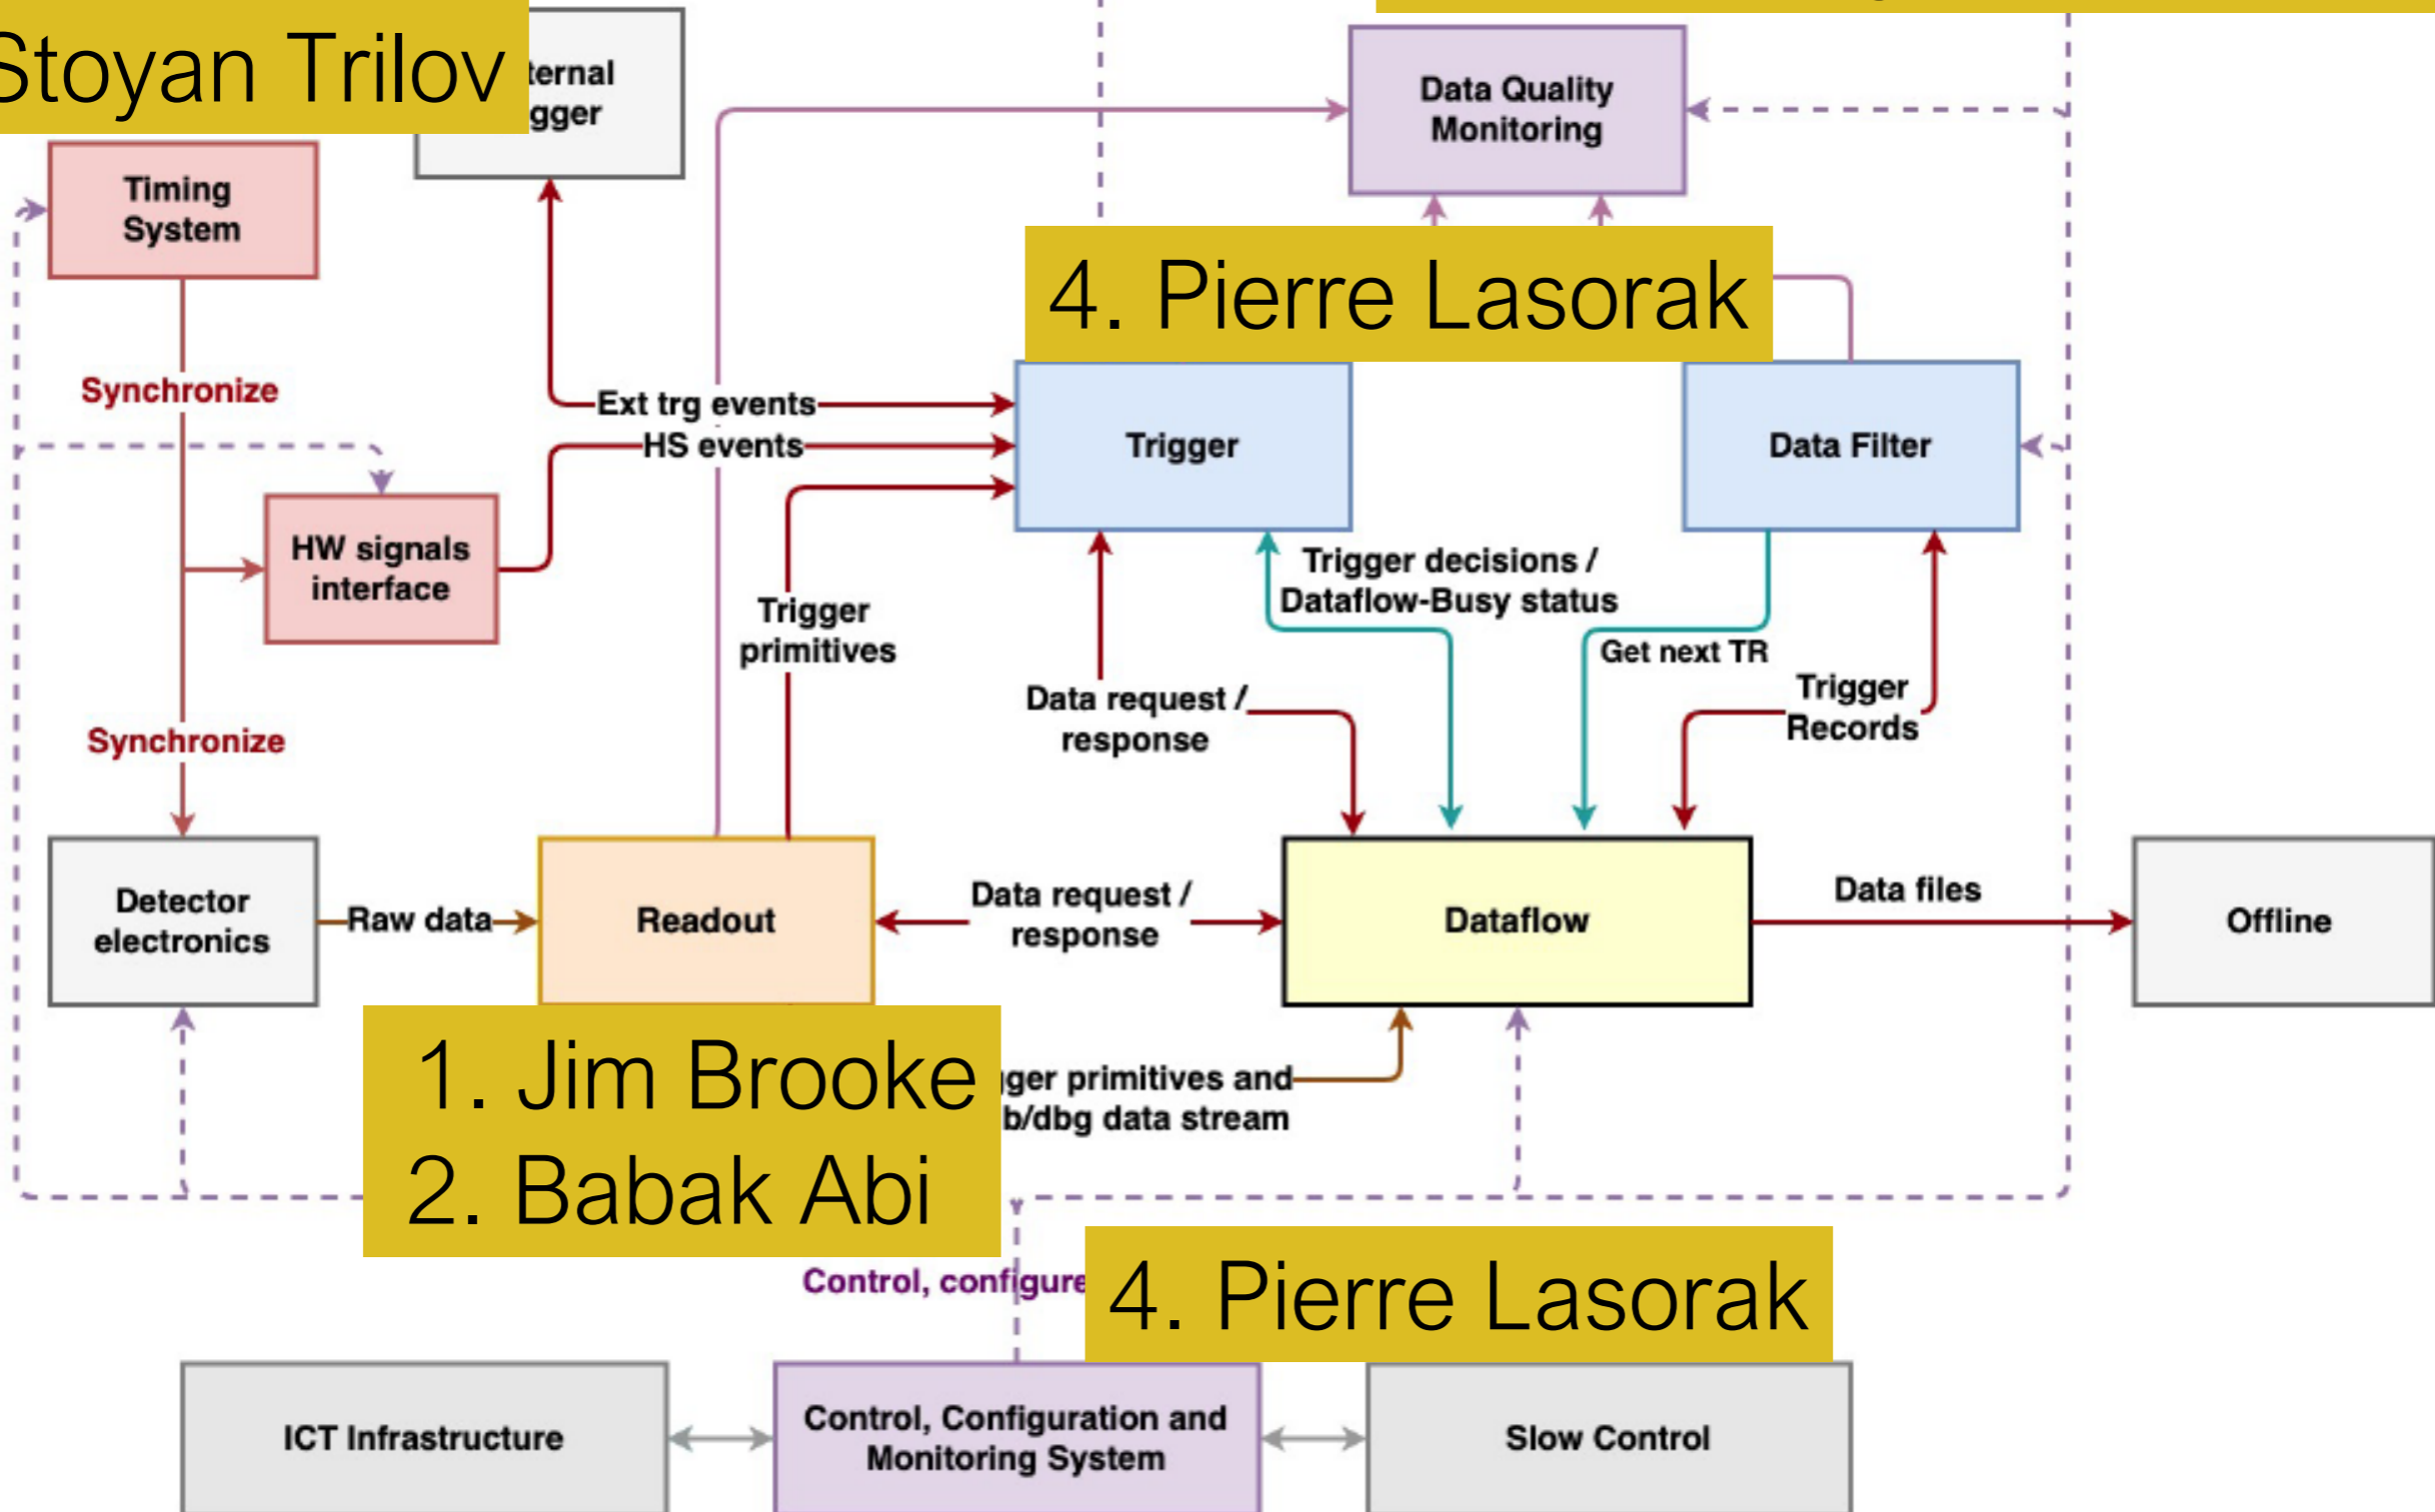 Stoyan Trilov
Data Quality
Monitoring
Timing
System
4. Pierre Lasorak
Synchronize
Ext trg events
HS events
Trigger
Data Filter
HW signals
interface
Trigger
primitives
Trigger decisions /
Dataflow-Busy status
Get next TR
Data request /
response
Trigger
Records
Synchronize
Detector
electronics
Raw data
Readout
Data request /
response
Dataflow
Data files
Offline
1. Jim Brooke
2. Babak Abi
primitives and
b/dbg data stream
Control, configure
4. Pierre Lasorak
ICT Infrastructure
Control, Configuration and
Monitoring System
Slow Control